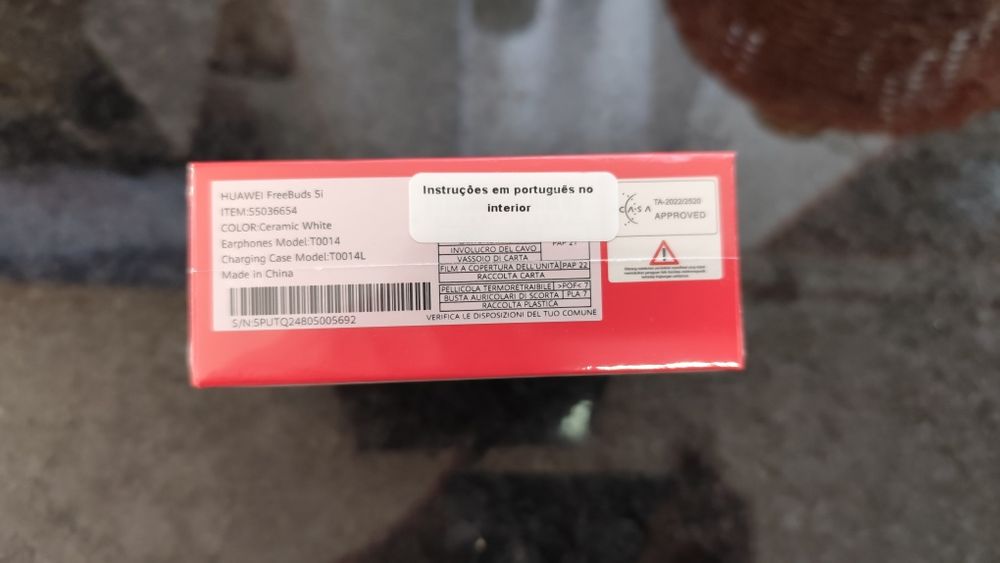 HUAWEI FreeBuds 5i
ITEM:55036654
COLOR:Ceramic White
Earphones Model:T0014
Charging Case Model:T0014L
Made in China
S/N:5PUTQ24805005692
Instruções em português no
interior
PAP 21
INVOLUCRO DEL CAVO
VASSOIO DI CARTA
FILM A COPERTURA DELL'UNITÀ PAP 22
RACCOLTA CARTA
PELLICOLA TERMORETRAIBILE >POF< 7
BUSTA AURICOLARI DI SCORTA PLA 7
RACCOLTA PLASTICA
VERIFICA LE DISPOSIZIONI DEL TUO COMUNE
ICASA
TA-2022/2520
APPROVED